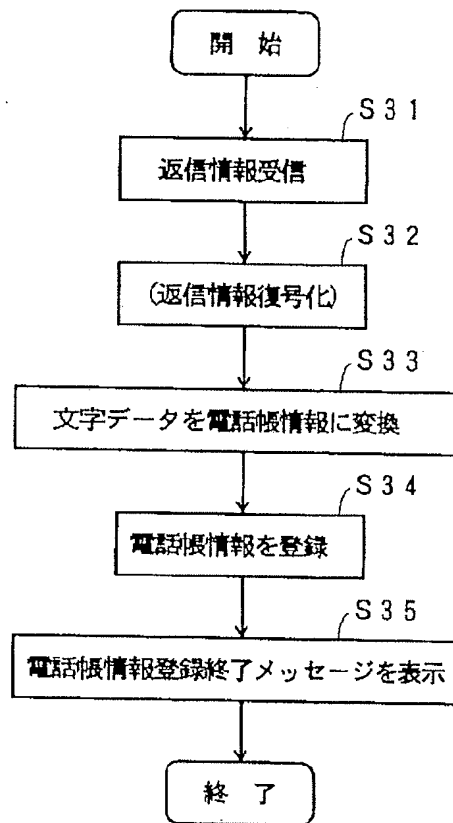 開 始
S31
返信情報受信
S32
(返信情報復号化)
S33
文字データを電話帳情報に変換
S34
電話帳情報を登録
S35
電話帳情報登録終了メッセージを表示
終 了